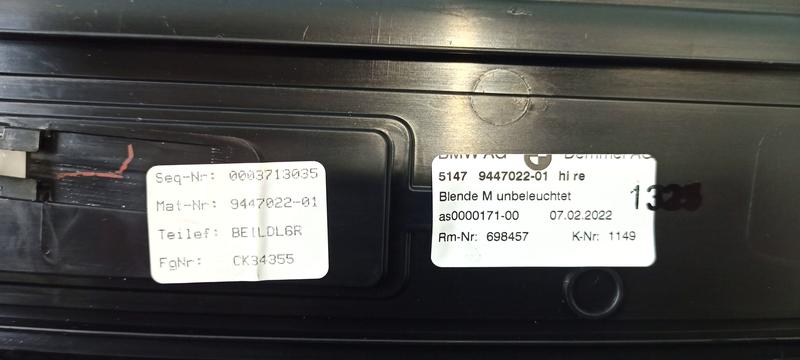 Seq-Nr: 0003713035
Mat-Nr: 9447022-01
Teilef: BEILDL6R
FgNr: CK34355
BMW AG Demmel AG
5147 9447022-01 hi re
Blende M unbeleuchtet
as0000171-00 07.02.2022
Rm-Nr: 698457 K-Nr: 1149